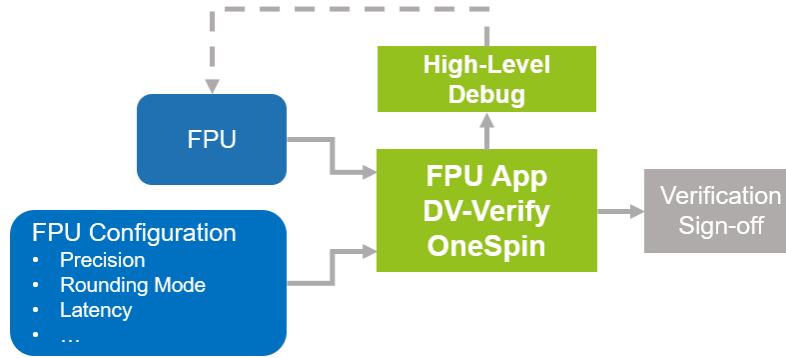 High-Level
Debug
FPU
FPU App
DV-Verify
OneSpin
Verification
Sign-off
FPU Configuration
• Precision
• Rounding Mode
• Latency
• …